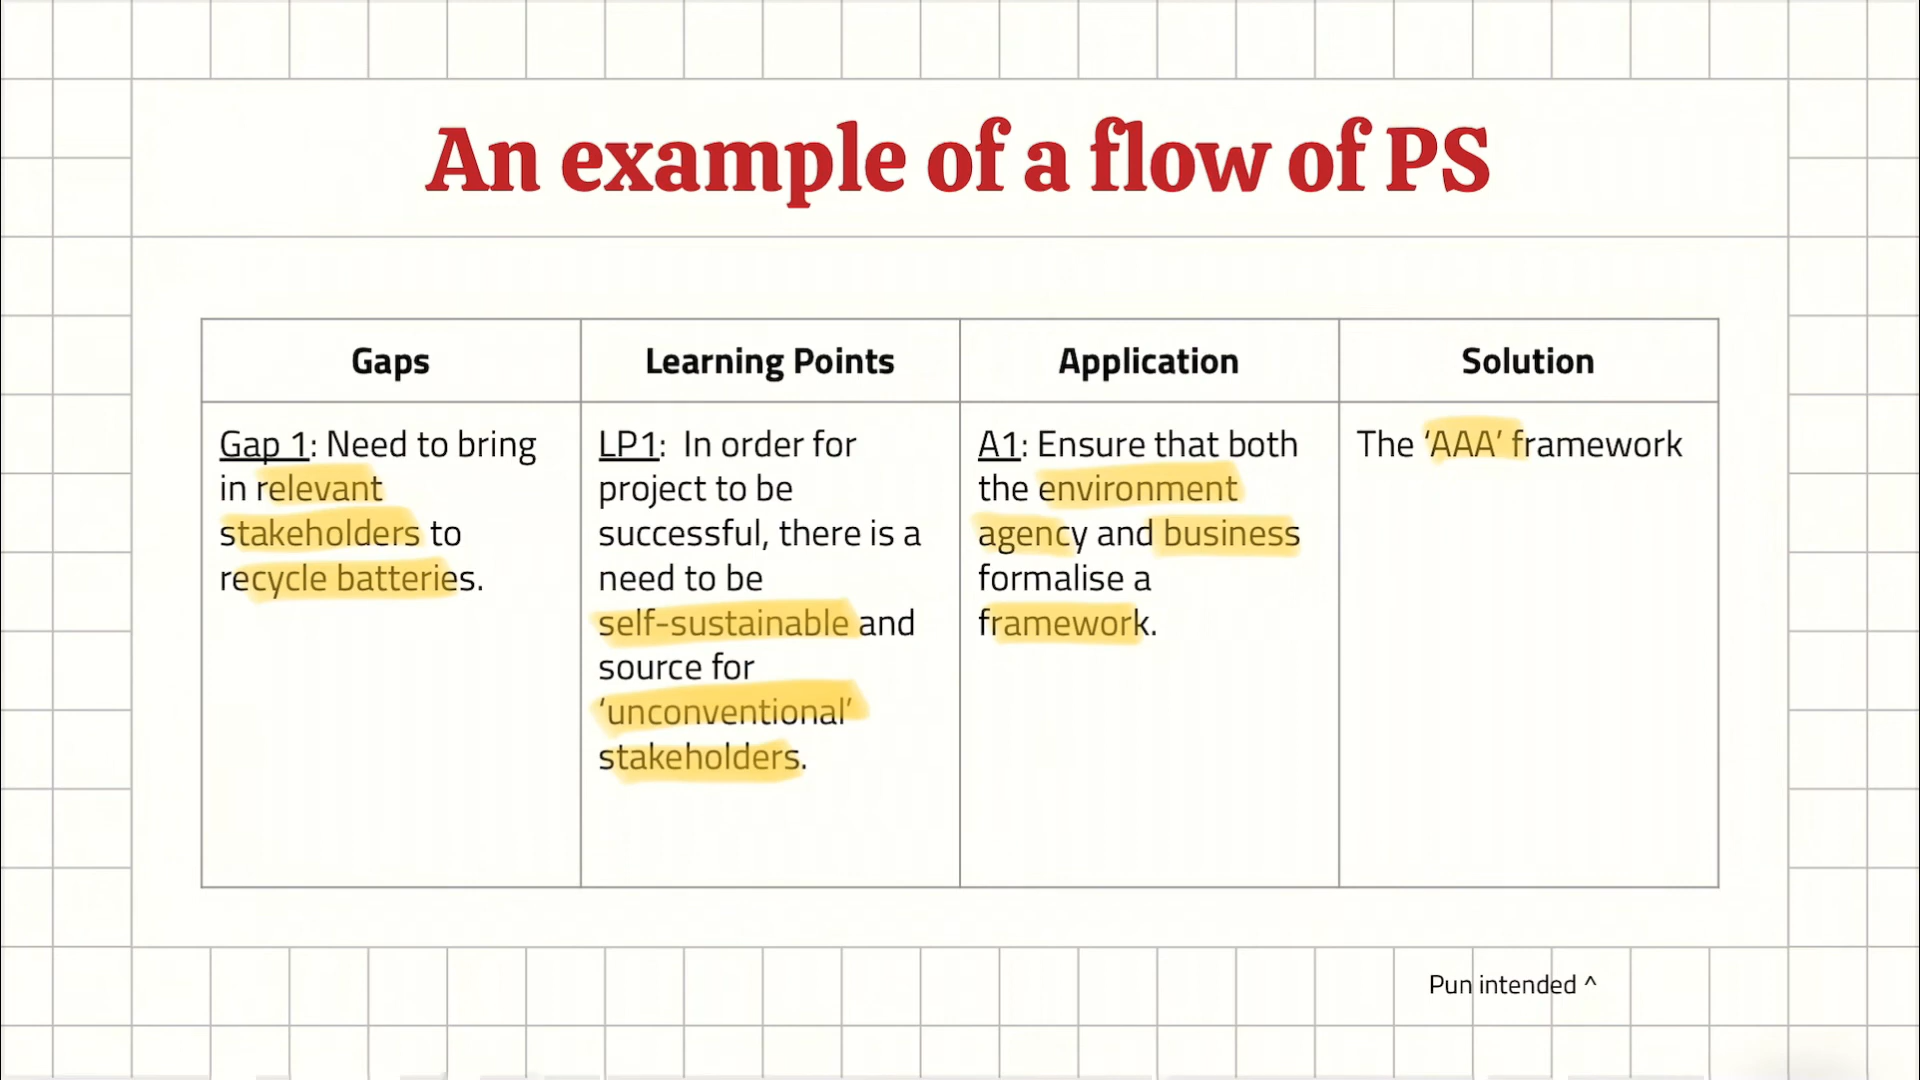 An example of a flow of PS
Gaps
Learning Points
Application
Solution
Gap 1: Need to bring
in relevant
stakeholders to
recycle batteries.
LP1:  In order for
project to be
successful, there is a
need to be
self-sustainable and
source for
‘unconventional’
stakeholders.
A1: Ensure that both
the environment
agency and business
formalise a
framework.
The ‘AAA’ framework
Pun intended ^